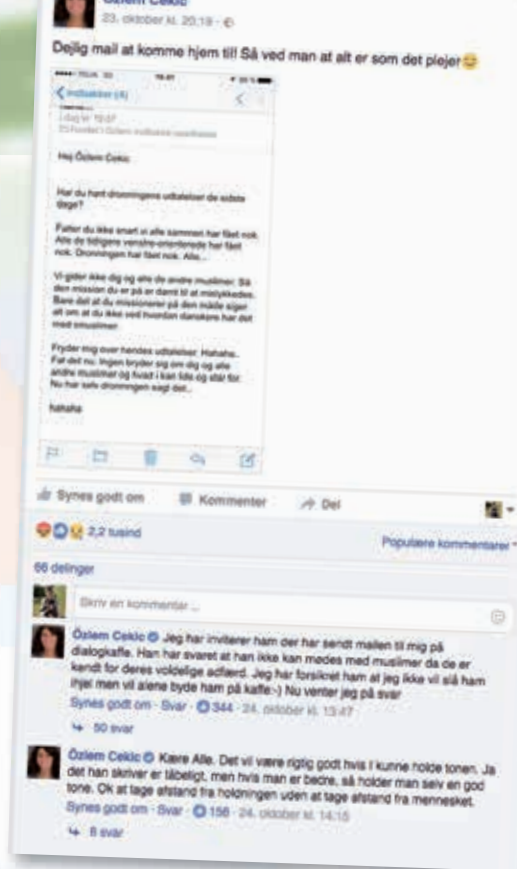 Özlem Cekic
23. oktober kl. 20:19
Dejlig mail at komme hjem til! Så ved man at alt er som det plejer
Indbakker (4)
I dag kl. 19.07
Hej Özlem Cekic
Har du hørt dronningens udtalelser de sidste
dage?
Fatter du ikke snart vi alle sammen har fået nok.
Alle de tidligere venstre-orienterede har fået
nok. Dronningen har fået nok. Alle...
Vi gider ikke dig og alle de andre muslimer. Så
den mission du er på er dømt til at mislykkedes.
Bare det at du missionerer på den måde siger
alt om at du ikke ved hvordan danskere har det
med smuslimer.
Fryder mig over hendes udtalelser. Hahaha..
Fat det nu. Ingen bryder sig om dig og alle
andre muslimer og hvad I kan lide og står for.
Nu har selv dronningen sagt det...
hahaha
Synes godt om Kommenter Del
2,2 tusind
Populære kommentarer
66 delinger
Skriv en kommentar ...
Özlem Cekic Jeg har inviterer ham der har sendt mailen til mig på
dialogkaffe. Han har svaret at han ikke kan mødes med muslimer da de er
kendt for deres voldelige adfærd. Jeg har forsikret ham at jeg ikke vil slå ham
ihjel men vil alene byde ham på kaffe:-) Nu venter jeg på svar
Synes godt om · Svar · 344 · 24. oktober kl. 13:47
50 svar
Özlem Cekic Kære Alle. Det vil være rigtig godt hvis I kunne holde tonen. Ja
det han skriver er tåbeligt, men hvis man er bedre, så holder man selv en god
tone. Ok at tage afstand fra holdningen uden at tage afstand fra mennesket.
Synes godt om · Svar · 156 · 24. oktober kl. 14:15
6 svar